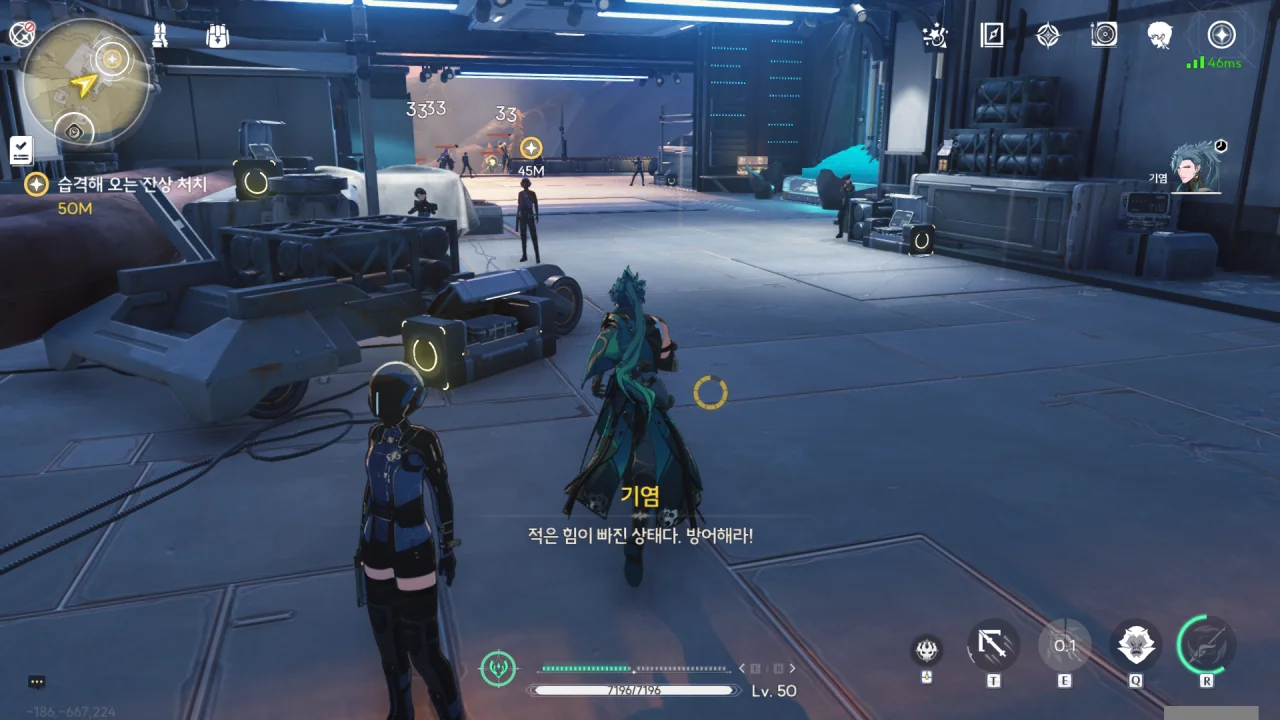 46ms
3333
33
45M
습격해 오는 잔상 처치
50M
기염
기염
적은 힘이 빠진 상태다. 방어해라!
0.1
T
E
Q
R
7196/7196
Lv. 50
-186,-667,224